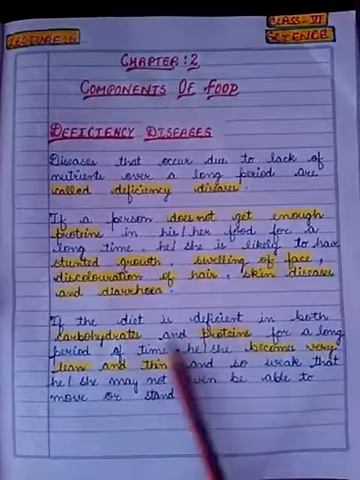 LECTURE:6
CLASS-VI
SCIENCE
CHAPTER:2
COMPONENTS OF FOOD
DEFICIENCY DISEASES
Diseases that occur due to lack of
nutrients over a long period are
called deficiency diseases.
If a person does not get enough
proteins in his/her food for a
long time, he/she is likely to have
stunted growth, swelling of face,
discolouration of hair, skin diseases
and diarrhoea.
If the diet is deficient in both
carbohydrates and proteins for a long
period of time he/she becomes very
lean and thin and so weak that
he/she may not even be able to
move or stand